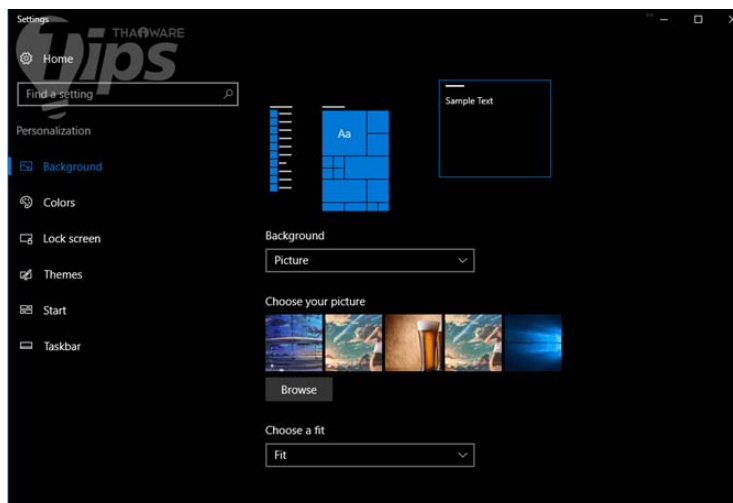 Settings
THAIWARE
Tips
Home
Find a setting
Personalization
Background
Colors
Lock screen
Themes
Start
Taskbar
Sample Text
Aa
Background
Picture
Choose your picture
Browse
Choose a fit
Fit